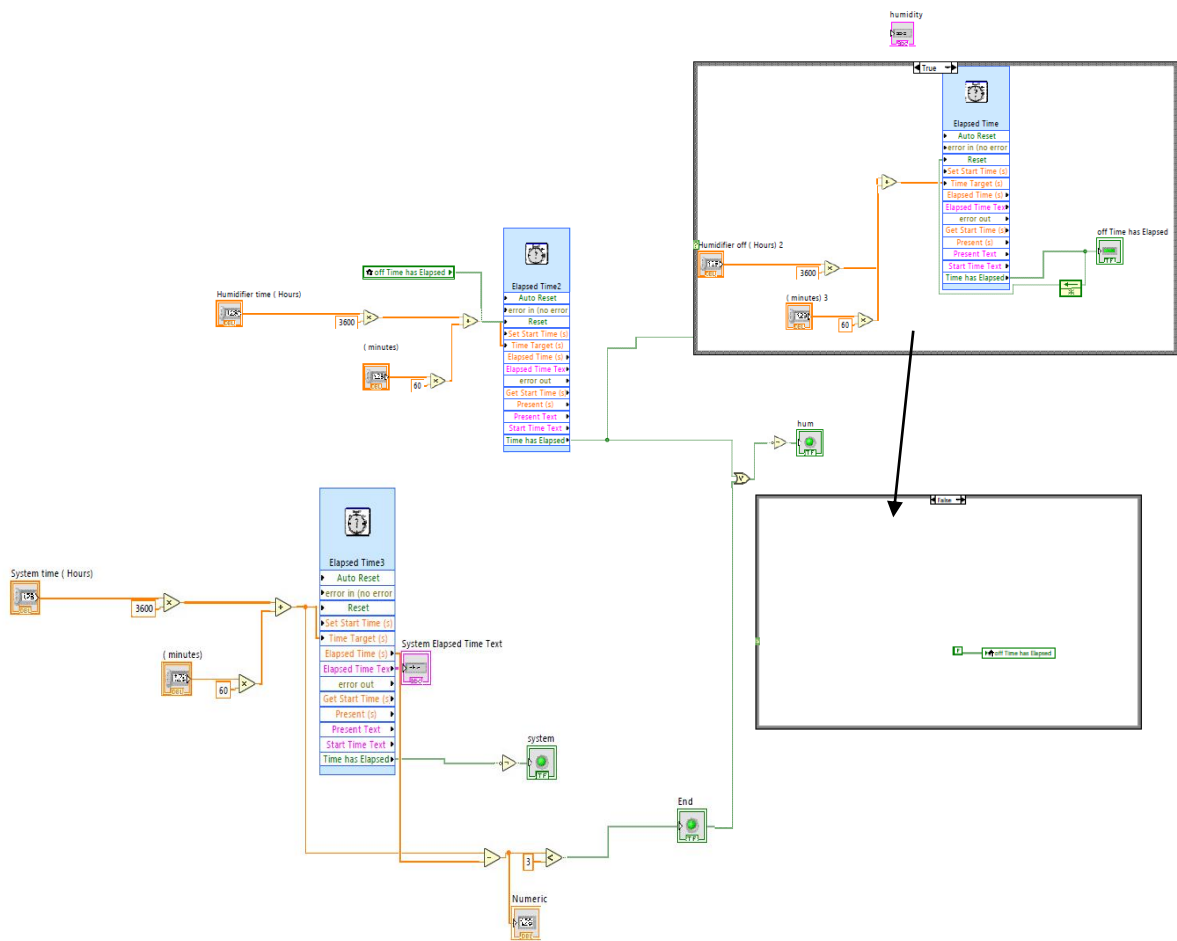 humidity
True
Elapsed Time
Auto Reset
error in (no error
Reset
Set Start Time (s)
Time Target (s)
Elapsed Time (s)
Elapsed Time Tex
error out
Get Start Time (s
Present (s)
Present Text
Start Time Text
Time has Elapsed
off Time has Elapsed
TF
Humidifier off ( Hours) 2
3600
( minutes) 3
60
off Time has Elapsed
Elapsed Time2
Auto Reset
error in (no error
Reset
Set Start Time (s)
Time Target (s)
Elapsed Time (s)
Elapsed Time Tex
error out
Get Start Time (s)
Present (s)
Present Text
Start Time Text
Time has Elapsed
Humidifier time ( Hours)
3600
( minutes)
60
hum
TF
False
F
off Time has Elapsed
Elapsed Time3
Auto Reset
error in (no error
Reset
Set Start Time (s)
Time Target (s)
Elapsed Time (s)
Elapsed Time Tex
error out
Get Start Time (s
Present (s)
Present Text
Start Time Text
Time has Elapsed
System time ( Hours)
3600
( minutes)
60
System Elapsed Time Text
system
TF
End
TF
3
Numeric